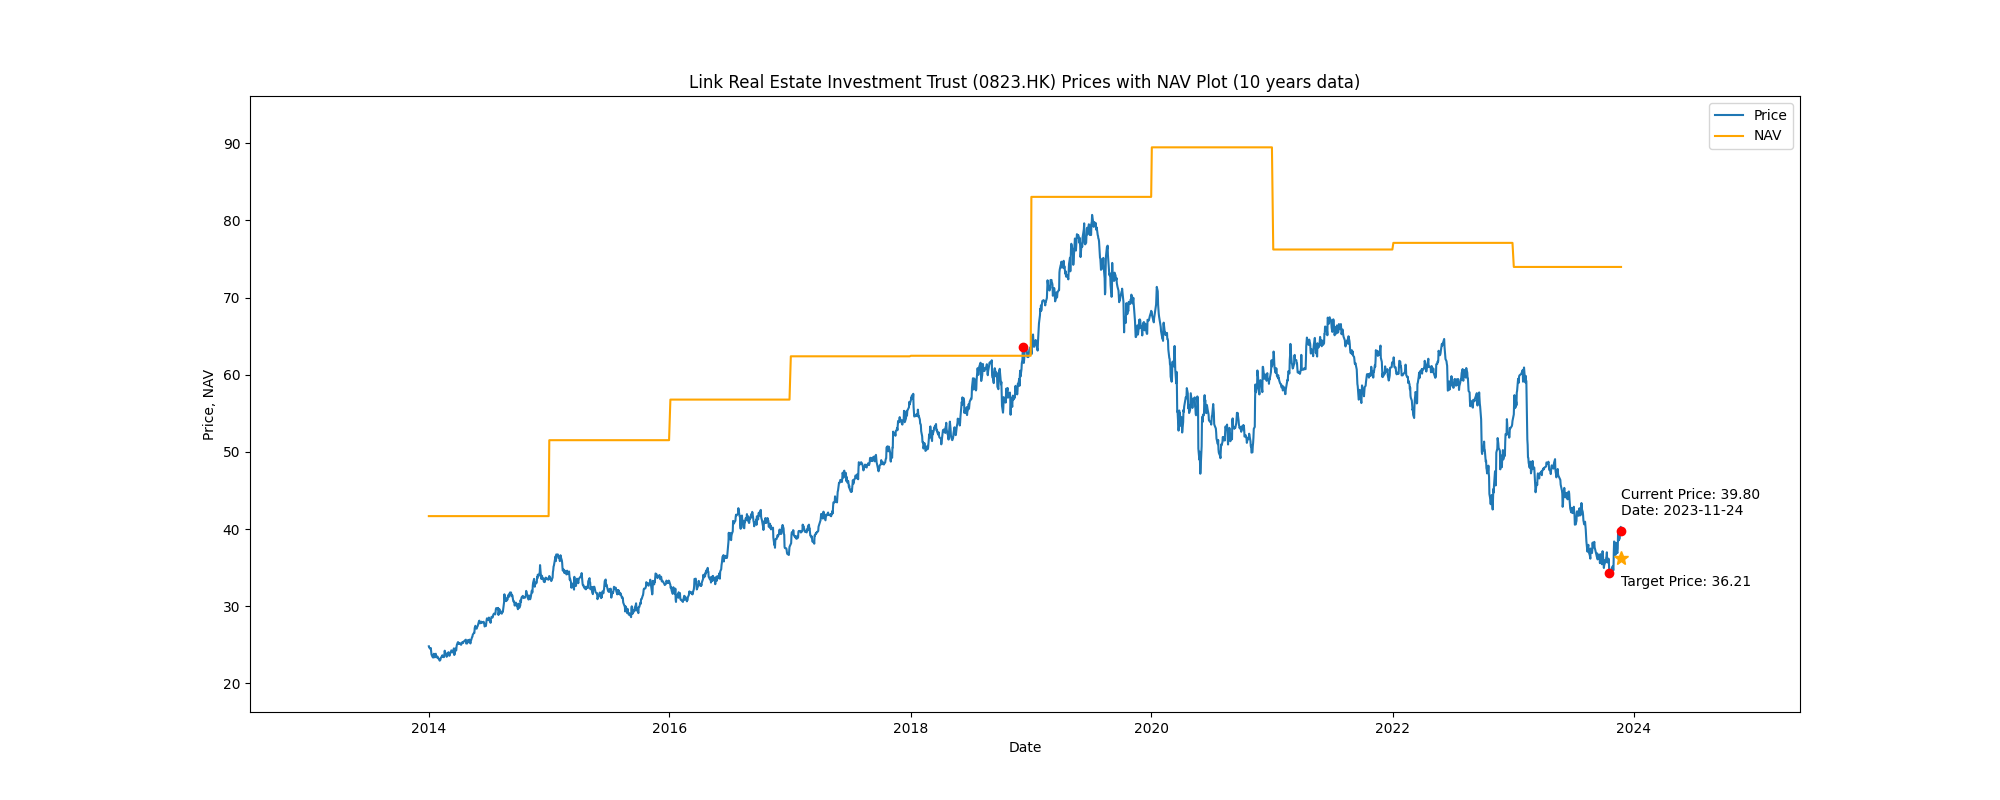 Link Real Estate Investment Trust (0823.HK) Prices with NAV Plot (10 years data)
Price
NAV
90
80
70
60
50
40
30
20
Price, NAV
Current Price: 39.80
Date: 2023-11-24
Target Price: 36.21
2014
2016
2018
2020
2022
2024
Date